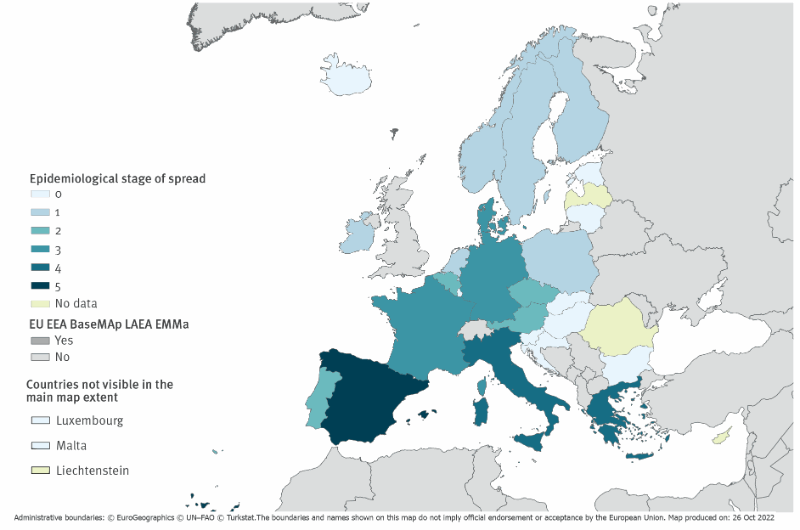 Epidemiological stage of spread
0
1
2
3
4
5
No data
EU EEA BaseMAp LAEA EMMa
Yes
No
Countries not visible in the
main map extent
Luxembourg
Malta
Liechtenstein
Administrative boundaries: © EuroGeographics © UN–FAO © Turkstat.The boundaries and names shown on this map do not imply official endorsement or acceptance by the European Union. Map produced on: 26 Oct 2022